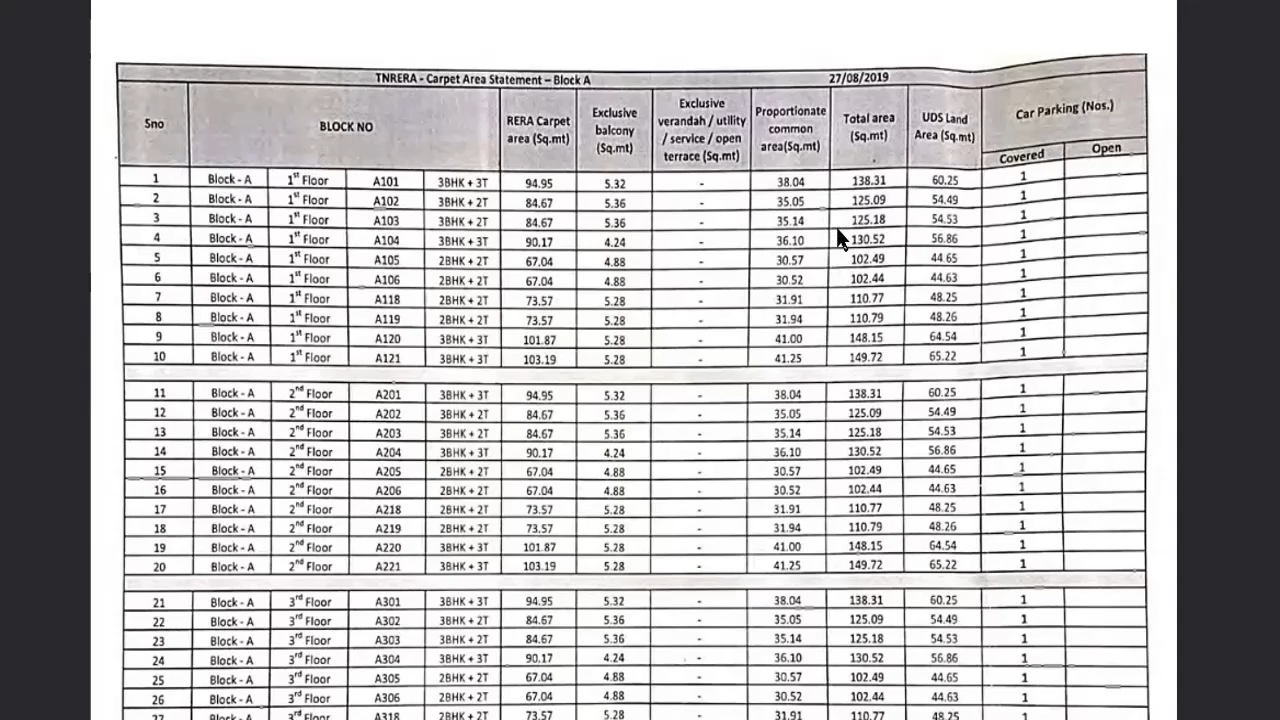 TNRERA - Carpet Area Statement – Block A 27/08/2019
Sno BLOCK NO RERA Carpet area (Sq.mt) Exclusive balcony (Sq.mt) Exclusive verandah / utility / service / open terrace (Sq.mt) Proportionate common area(Sq.mt) Total area (Sq.mt) UDS Land Area (Sq.mt) Car Parking (Nos.)
Covered Open
1 Block - A 1st Floor A101 3BHK + 3T 94.95 5.32 - 38.04 138.31 60.25 1
2 Block - A 1st Floor A102 3BHK + 2T 84.67 5.36 - 35.05 125.09 54.49 1
3 Block - A 1st Floor A103 3BHK + 2T 84.67 5.36 - 35.14 125.18 54.53 1
4 Block - A 1st Floor A104 3BHK + 3T 90.17 4.24 - 36.10 130.52 56.86 1
5 Block - A 1st Floor A105 2BHK + 2T 67.04 4.88 - 30.57 102.49 44.65 1
6 Block - A 1st Floor A106 2BHK + 2T 67.04 4.88 - 30.52 102.44 44.63 1
7 Block - A 1st Floor A118 2BHK + 2T 73.57 5.28 - 31.91 110.77 48.25 1
8 Block - A 1st Floor A119 2BHK + 2T 73.57 5.28 - 31.94 110.79 48.26 1
9 Block - A 1st Floor A120 3BHK + 3T 101.87 5.28 - 41.00 148.15 64.54 1
10 Block - A 1st Floor A121 3BHK + 3T 103.19 5.28 - 41.25 149.72 65.22 1
11 Block - A 2nd Floor A201 3BHK + 3T 94.95 5.32 - 38.04 138.31 60.25 1
12 Block - A 2nd Floor A202 3BHK + 2T 84.67 5.36 - 35.05 125.09 54.49 1
13 Block - A 2nd Floor A203 3BHK + 2T 84.67 5.36 - 35.14 125.18 54.53 1
14 Block - A 2nd Floor A204 3BHK + 3T 90.17 4.24 - 36.10 130.52 56.86 1
15 Block - A 2nd Floor A205 2BHK + 2T 67.04 4.88 - 30.57 102.49 44.65 1
16 Block - A 2nd Floor A206 2BHK + 2T 67.04 4.88 - 30.52 102.44 44.63 1
17 Block - A 2nd Floor A218 2BHK + 2T 73.57 5.28 - 31.91 110.77 48.25 1
18 Block - A 2nd Floor A219 2BHK + 2T 73.57 5.28 - 31.94 110.79 48.26 1
19 Block - A 2nd Floor A220 3BHK + 3T 101.87 5.28 - 41.00 148.15 64.54 1
20 Block - A 2nd Floor A221 3BHK + 3T 103.19 5.28 - 41.25 149.72 65.22 1
21 Block - A 3rd Floor A301 3BHK + 3T 94.95 5.32 - 38.04 138.31 60.25 1
22 Block - A 3rd Floor A302 3BHK + 2T 84.67 5.36 - 35.05 125.09 54.49 1
23 Block - A 3rd Floor A303 3BHK + 2T 84.67 5.36 - 35.14 125.18 54.53 1
24 Block - A 3rd Floor A304 3BHK + 3T 90.17 4.24 - 36.10 130.52 56.86 1
25 Block - A 3rd Floor A305 2BHK + 2T 67.04 4.88 - 30.57 102.49 44.65 1
26 Block - A 3rd Floor A306 2BHK + 2T 67.04 4.88 - 30.52 102.44 44.63 1
27 Block - A 3rd Floor A318 2BHK + 2T 73.57 5.28 - 31.91 110.77 48.25 1